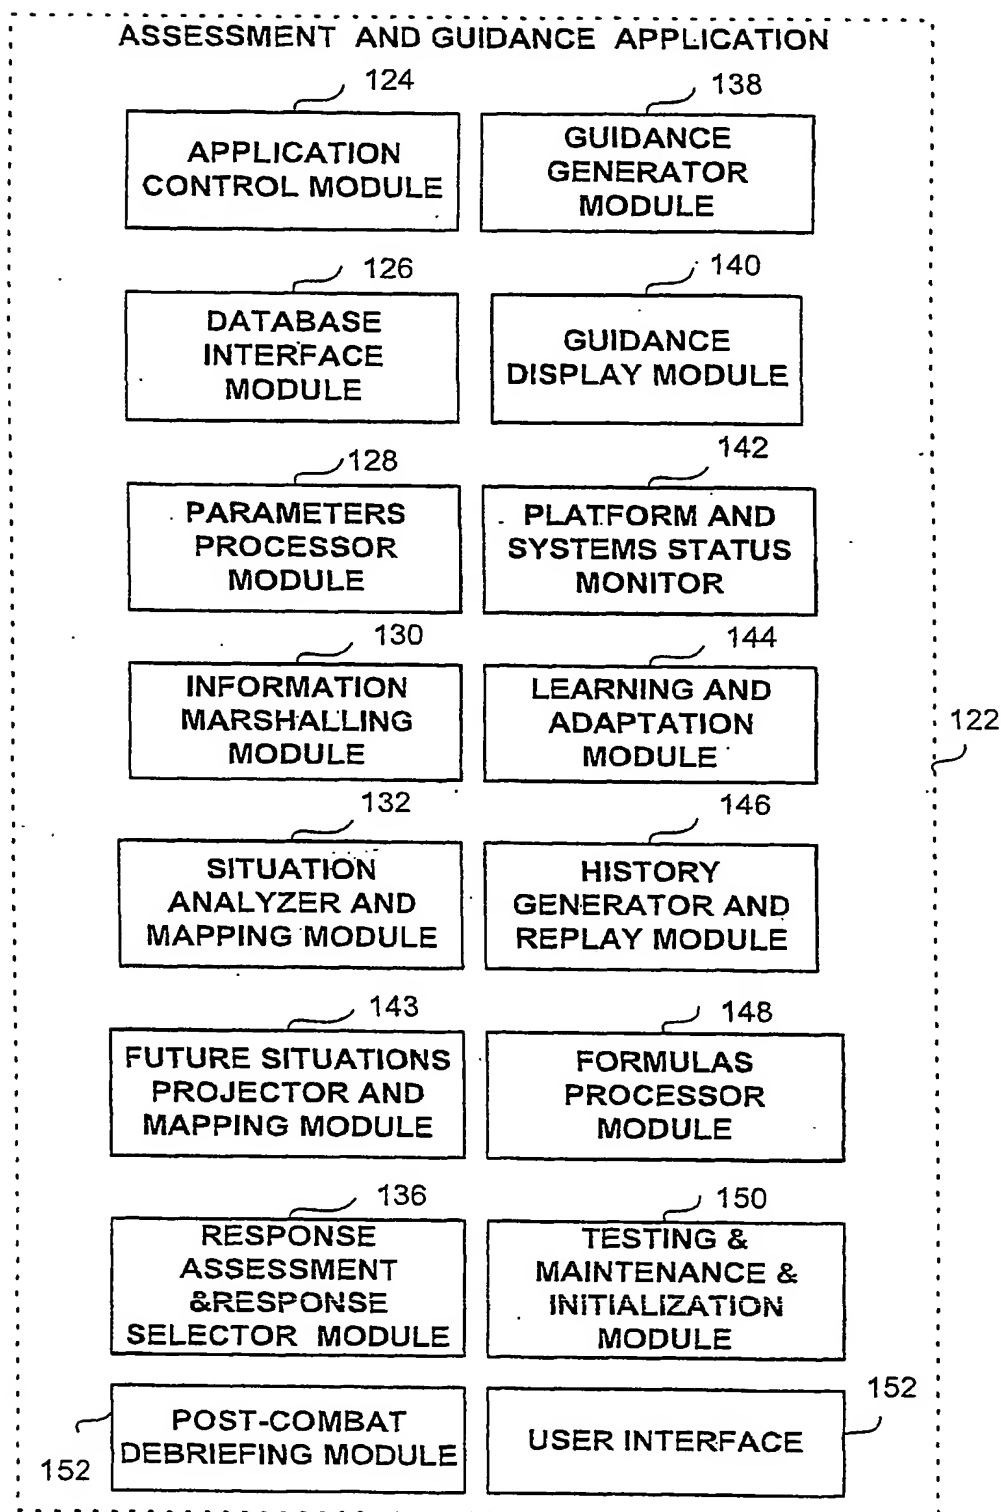 ASSESSMENT AND GUIDANCE APPLICATION
124
APPLICATION
CONTROL MODULE
138
GUIDANCE
GENERATOR
MODULE
126
DATABASE
INTERFACE
MODULE
140
GUIDANCE
DISPLAY MODULE
128
PARAMETERS
PROCESSOR
MODULE
142
PLATFORM AND
SYSTEMS STATUS
MONITOR
130
INFORMATION
MARSHALLING
MODULE
144
LEARNING AND
ADAPTATION
MODULE
122
132
SITUATION
ANALYZER AND
MAPPING MODULE
146
HISTORY
GENERATOR AND
REPLAY MODULE
143
FUTURE SITUATIONS
PROJECTOR AND
MAPPING MODULE
148
FORMULAS
PROCESSOR
MODULE
136
RESPONSE
ASSESSMENT
&RESPONSE
SELECTOR MODULE
150
TESTING &
MAINTENANCE &
INITIALIZATION
MODULE
152
POST-COMBAT
DEBRIEFING MODULE
152
USER INTERFACE